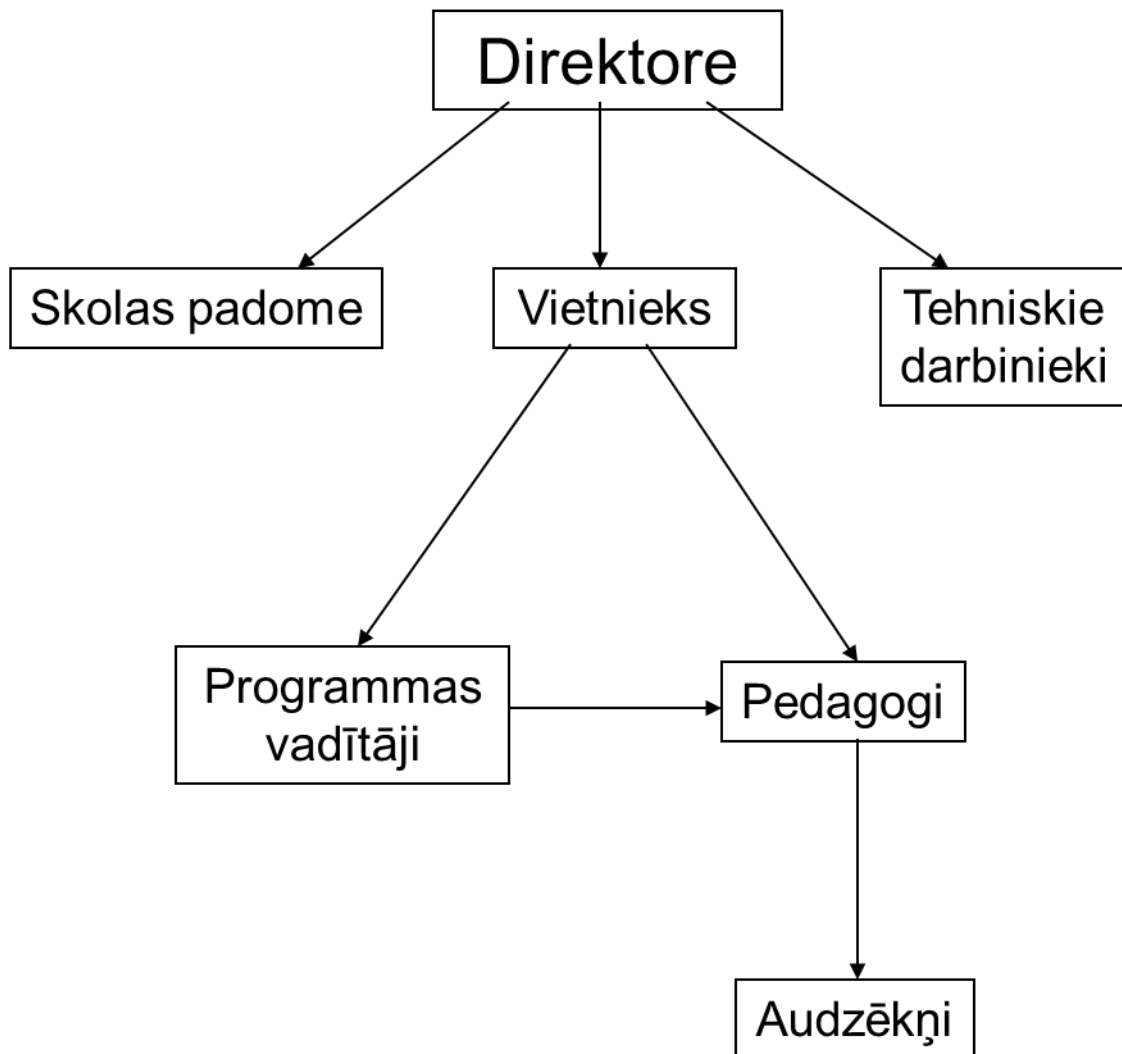 Direktore
Skolas padome
Vietnieks
Tehniskie
darbinieki
Programmas
vadītāji
Pedagogi
Audzēkņi